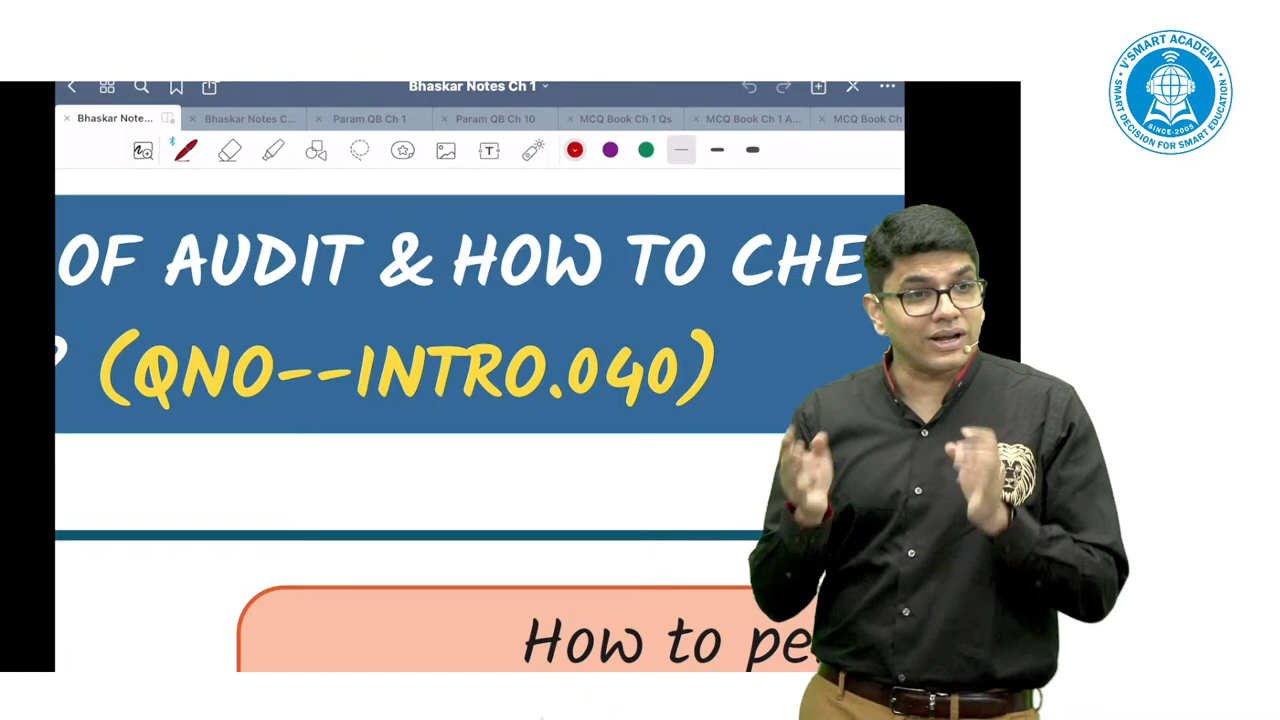 V'SMART ACADEMY
SINCE-2005
SMART DECISION FOR SMART EDUCATION.
Bhaskar Notes Ch 1
Bhaskar Note... Bhaskar Notes C... Param QB Ch 1 Param QB Ch 10 MCQ Book Ch 1 Qs MCQ Book Ch 1 A... MCQ Book Ch
T
OF AUDIT & HOW TO CHE
? (QNO--INTRO.040)
How to pe